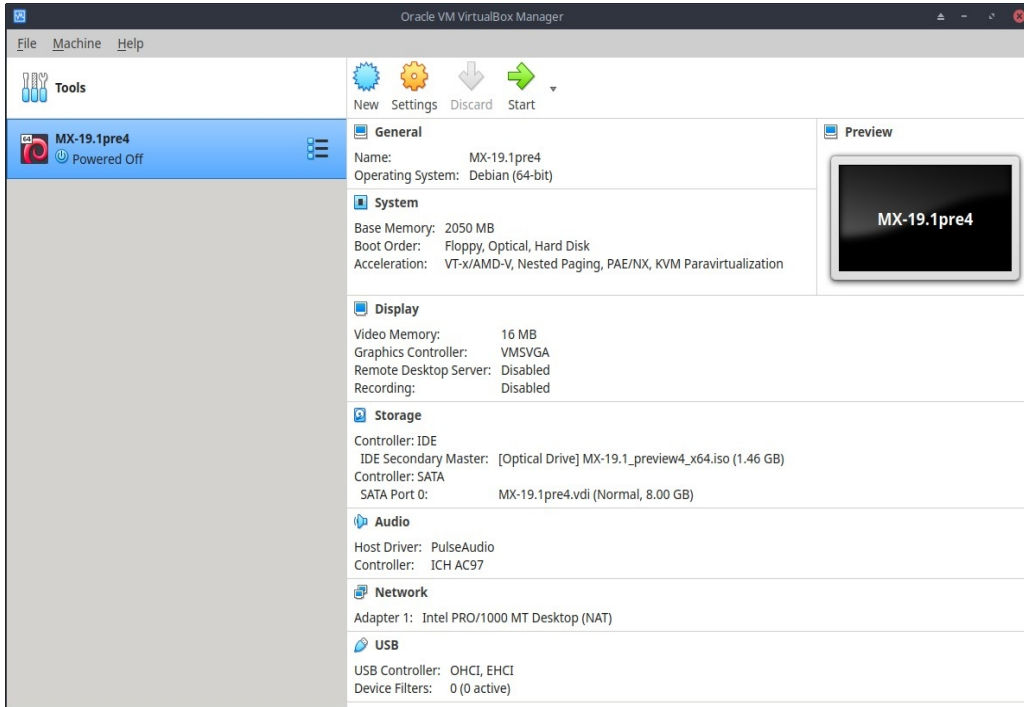 Oracle VM VirtualBox Manager
File Machine Help
Tools
64
MX-19.1pre4
Powered Off
New Settings Discard Start
General
Name: MX-19.1pre4
Operating System: Debian (64-bit)
System
Base Memory: 2050 MB
Boot Order: Floppy, Optical, Hard Disk
Acceleration: VT-x/AMD-V, Nested Paging, PAE/NX, KVM Paravirtualization
Preview
MX-19.1pre4
Display
Video Memory: 16 MB
Graphics Controller: VMSVGA
Remote Desktop Server: Disabled
Recording: Disabled
Storage
Controller: IDE
IDE Secondary Master: [Optical Drive] MX-19.1_preview4_x64.iso (1.46 GB)
Controller: SATA
SATA Port 0: MX-19.1pre4.vdi (Normal, 8.00 GB)
Audio
Host Driver: PulseAudio
Controller: ICH AC97
Network
Adapter 1: Intel PRO/1000 MT Desktop (NAT)
USB
USB Controller: OHCI, EHCI
Device Filters: 0 (0 active)